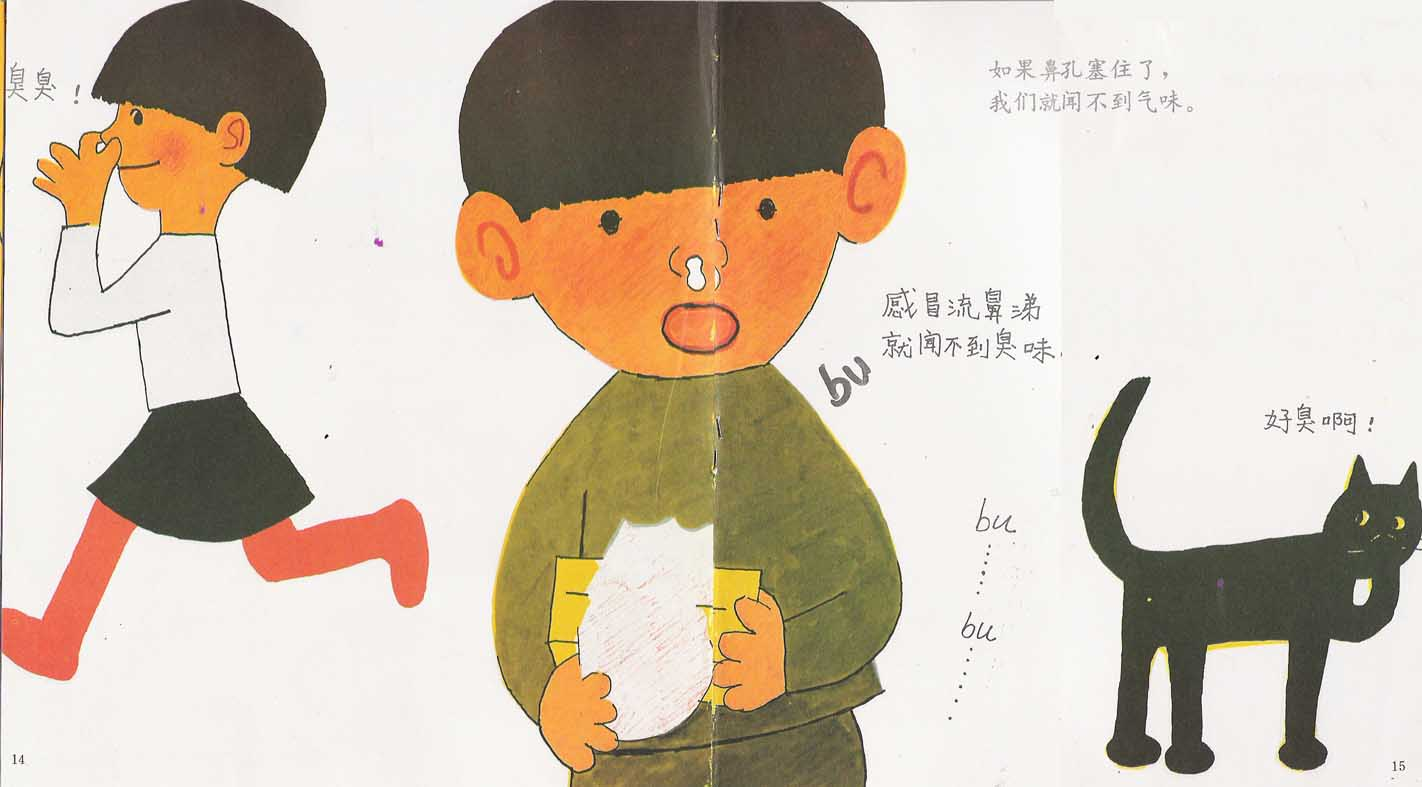 臭臭！
如果鼻孔塞住了，
我们就闻不到气味。
感冒流鼻涕
就闻不到臭味.
bu
好臭啊！
bu
bu
14
15